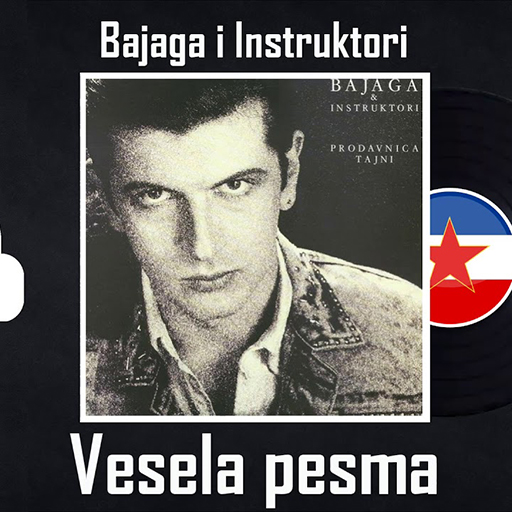 Bajaga i Instruktori
BAJAGA
&
INSTRUKTORI
PRODAVNICA
TAJNI
Vesela pesma